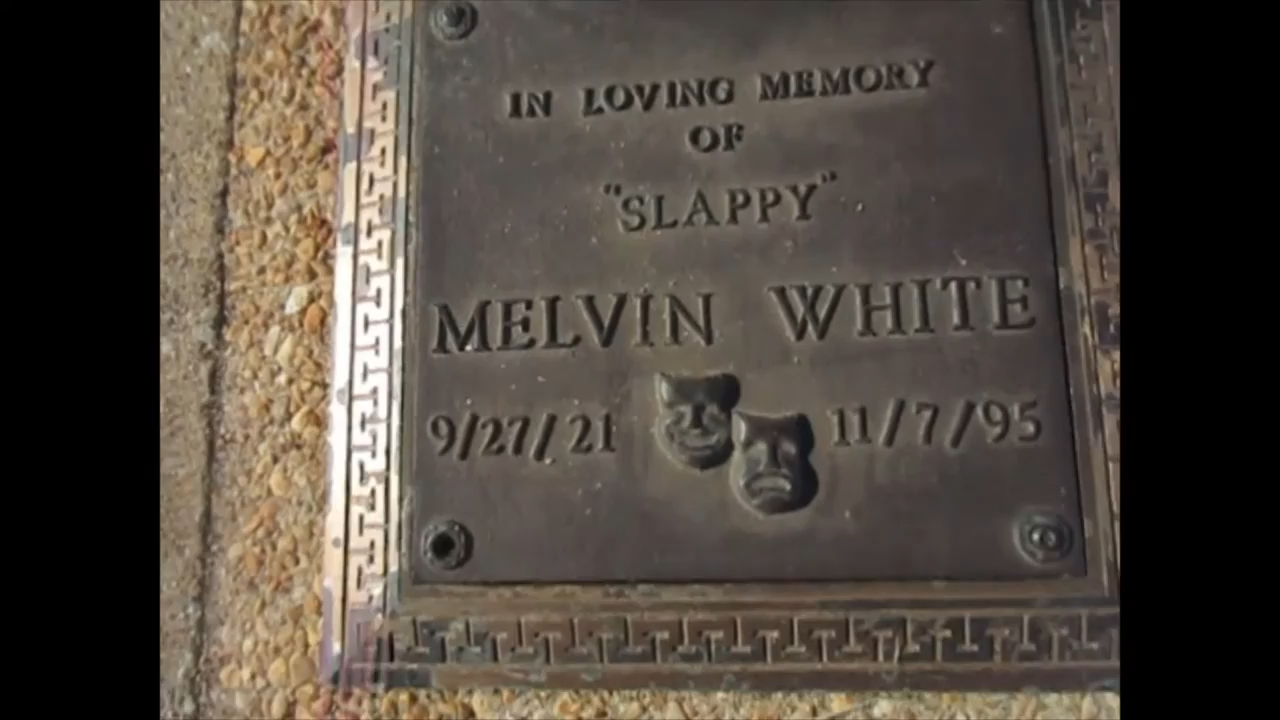 IN LOVING MEMORY
OF
"SLAPPY"
MELVIN WHITE
9/27/21 11/7/95